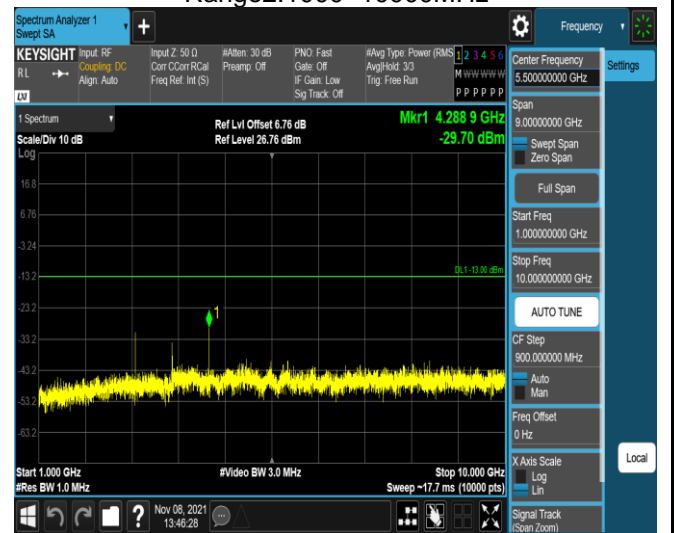 Range2:1000~10000MHz
Spectrum Analyzer 1
Swept SA
Frequency
KEYSIGHT
Input: RF
Coupling: DC
Align: Auto
Input Z: 50 Ω
Corr CCorr RCal
Freq Ref: Int (S)
#Atten: 30 dB
Preamp: Off
PNO: Fast
Gate: Off
IF Gain: Low
Sig Track: Off
#Avg Type: Power (RMS
Avg|Hold: 3/3
Trig: Free Run
1 2 3 4 5 6
M W W W W W
P P P P P P
RL
LXI
1 Spectrum
Scale/Div 10 dB
Log
Ref Lvl Offset 6.76 dB
Ref Level 26.76 dBm
Mkr1 4.288 9 GHz
-29.70 dBm
16.8
6.76
-3.24
-13.2
-23.2
-33.2
-43.2
-53.2
-63.2
DL1 -13.00 dBm
1
Start 1.000 GHz
#Res BW 1.0 MHz
#Video BW 3.0 MHz
Stop 10.000 GHz
Sweep ~17.7 ms (10000 pts)
Center Frequency
5.500000000 GHz
Span
9.00000000 GHz
Swept Span
Zero Span
Full Span
Start Freq
1.000000000 GHz
Stop Freq
10.000000000 GHz
AUTO TUNE
CF Step
900.000000 MHz
Auto
Man
Freq Offset
0 Hz
X Axis Scale
Log
Lin
Signal Track
(Span Zoom)
Settings
Local
?
Nov 08, 2021
13:46:28